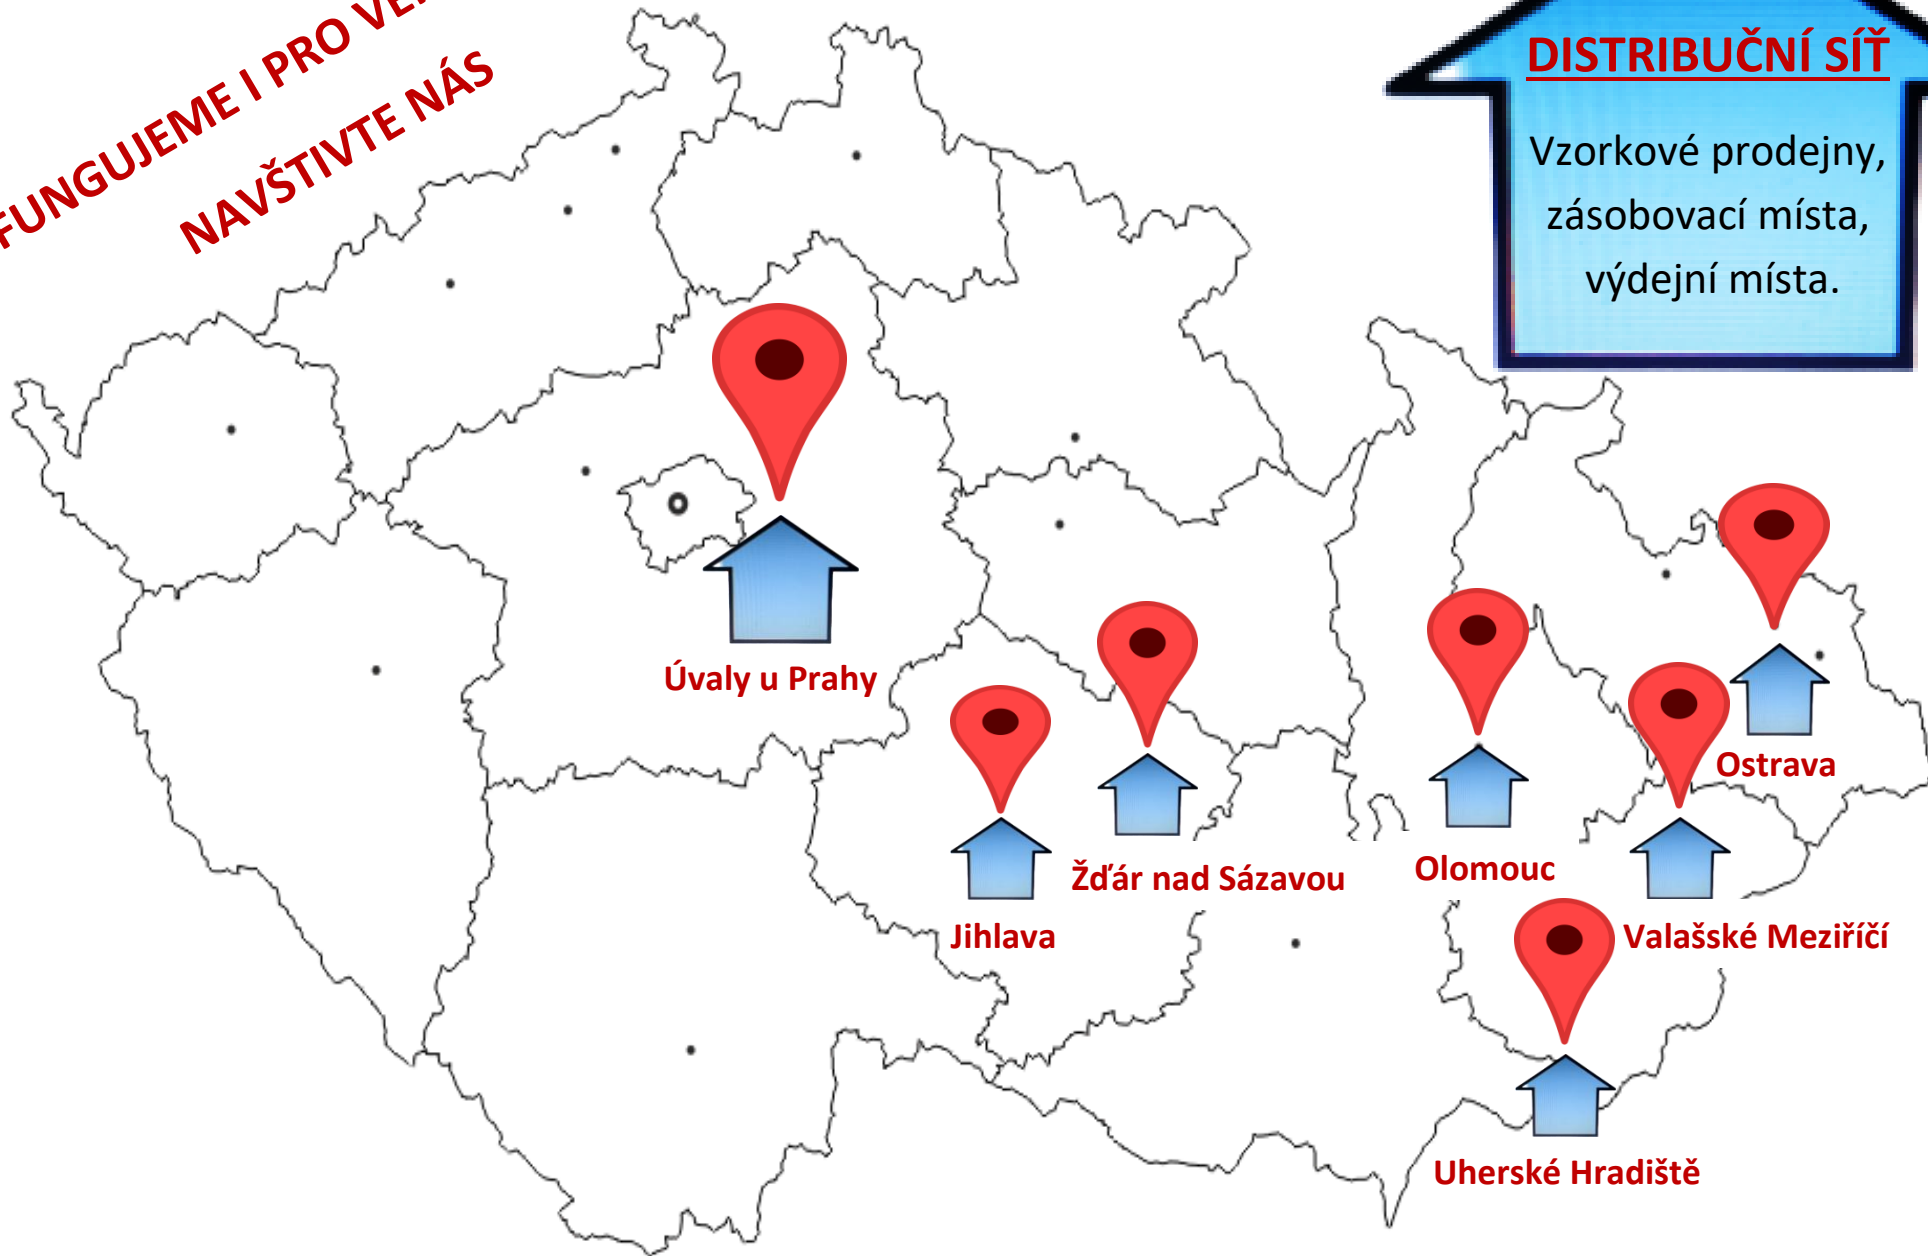 FUNGUJEME I PRO
NAVŠTIVTE NÁS
DISTRIBUČNÍ SÍŤ
Vzorkové prodejny,
zásobovací místa,
výdejní místa.
Úvaly u Prahy
Ostrava
Žďár nad Sázavou
Olomouc
Jihlava
Valašské Meziříčí
Uherské Hradiště